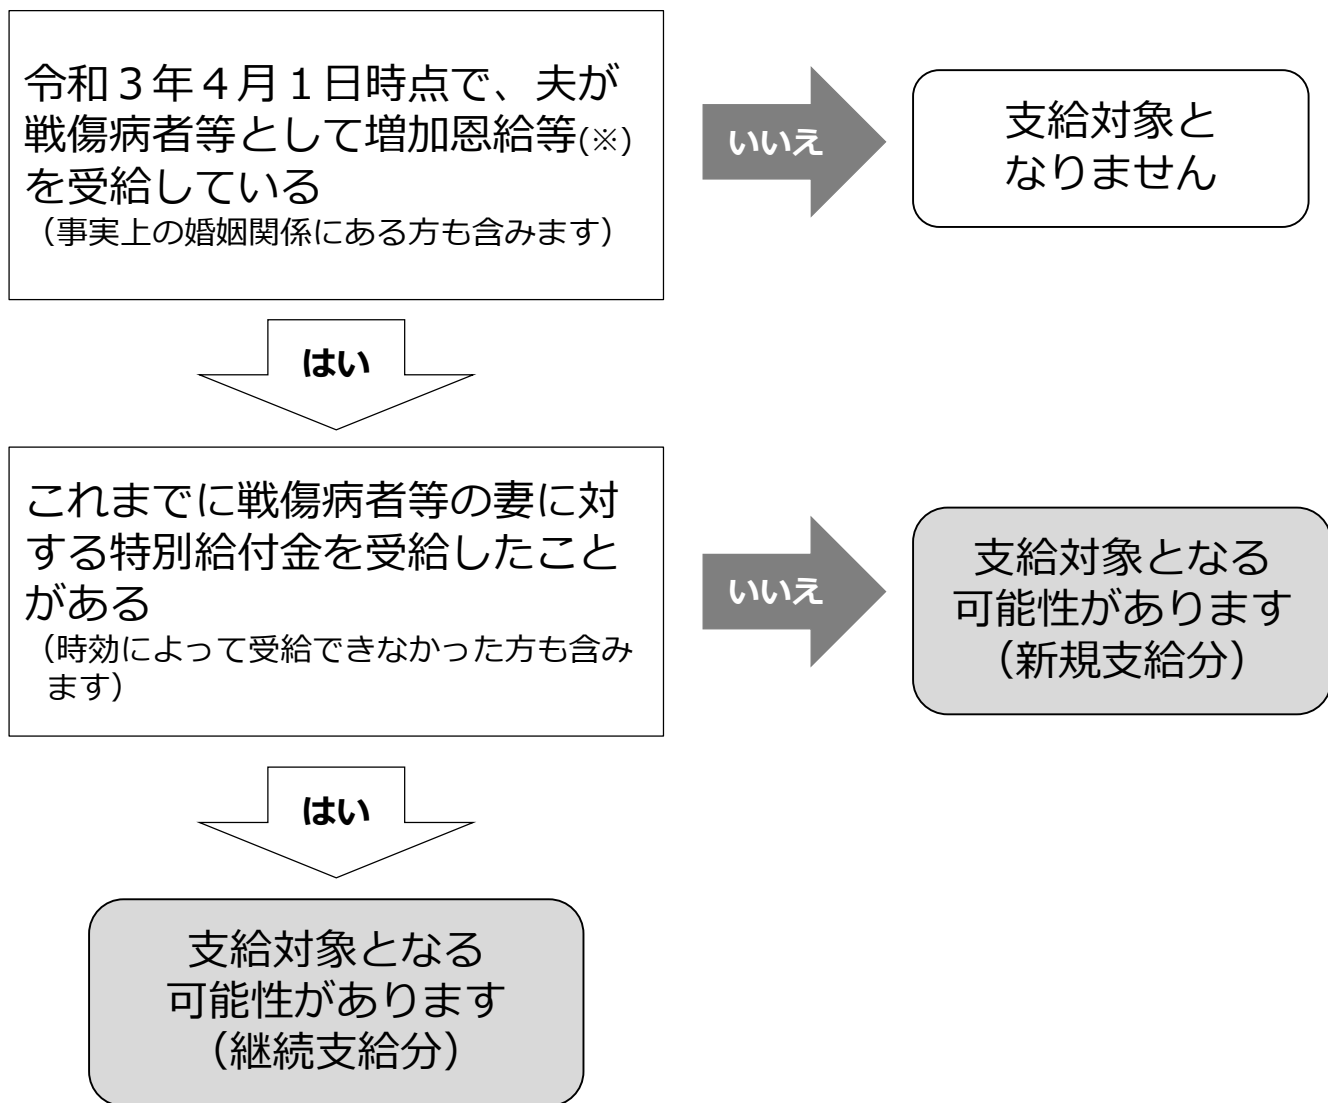 令和３年４月１日時点で、夫が
戦傷病者等として増加恩給等(※)
を受給している
（事実上の婚姻関係にある方も含みます）
いいえ
支給対象と
なりません
はい
これまでに戦傷病者等の妻に対
する特別給付金を受給したこと
がある
（時効によって受給できなかった方も含み
ます）
いいえ
支給対象となる
可能性があります
（新規支給分）
はい
支給対象となる
可能性があります
（継続支給分）